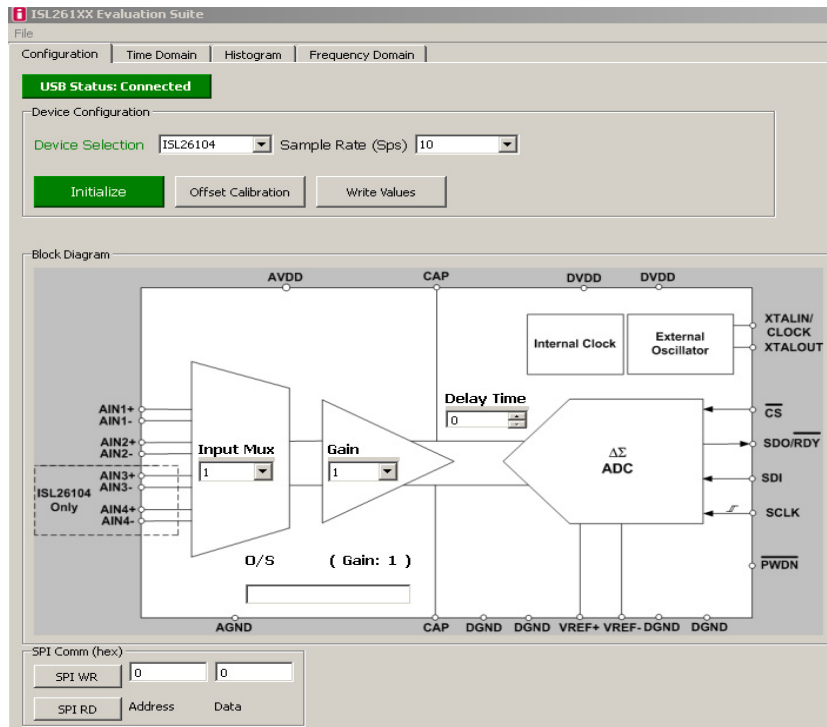 ISL261XX Evaluation Suite
File
Configuration Time Domain Histogram Frequency Domain
USB Status: Connected
Device Configuration
Device Selection ISL26104 Sample Rate (Sps) 10
Initialize Offset Calibration Write Values
Block Diagram
AVDD CAP DVDD DVDD
Internal Clock
External
Oscillator
XTALIN/
CLOCK
XTALOUT
Delay Time
0
AIN1+
AIN1-
AIN2+
AIN2-
AIN3+
AIN3-
AIN4+
AIN4-
ISL26104
Only
Input Mux
1
Gain
1
ΔΣ
ADC
CS
SDO/RDY
SDI
SCLK
PWDN
O/S ( Gain: 1 )
AGND CAP DGND DGND VREF+ VREF- DGND DGND
SPI Comm (hex)
SPI WR 0 0
SPI RD Address Data